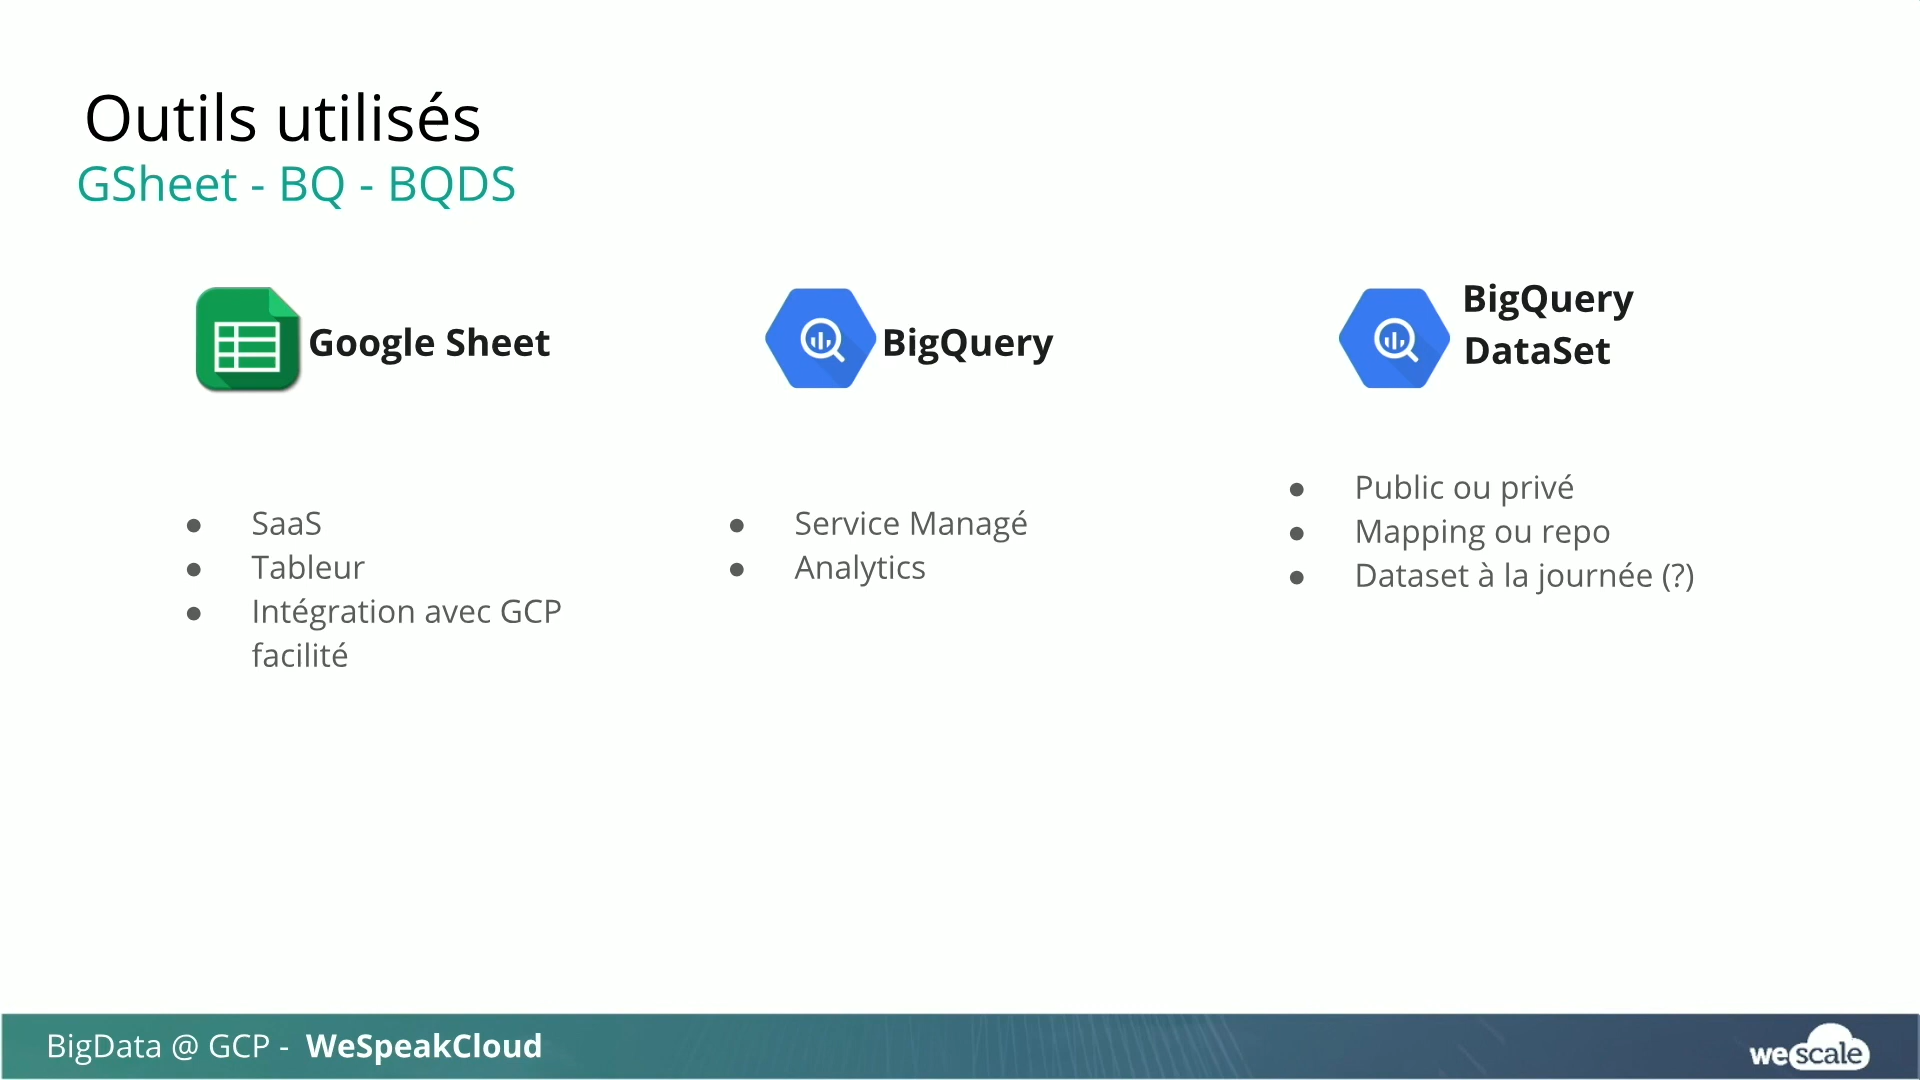 Outils utilisés
GSheet - BQ - BQDS
Google Sheet
● SaaS
● Tableur
● Intégration avec GCP
facilité
BigQuery
● Service Managé
● Analytics
BigQuery
DataSet
● Public ou privé
● Mapping ou repo
● Dataset à la journée (?)
BigData @ GCP - WeSpeakCloud
wescale